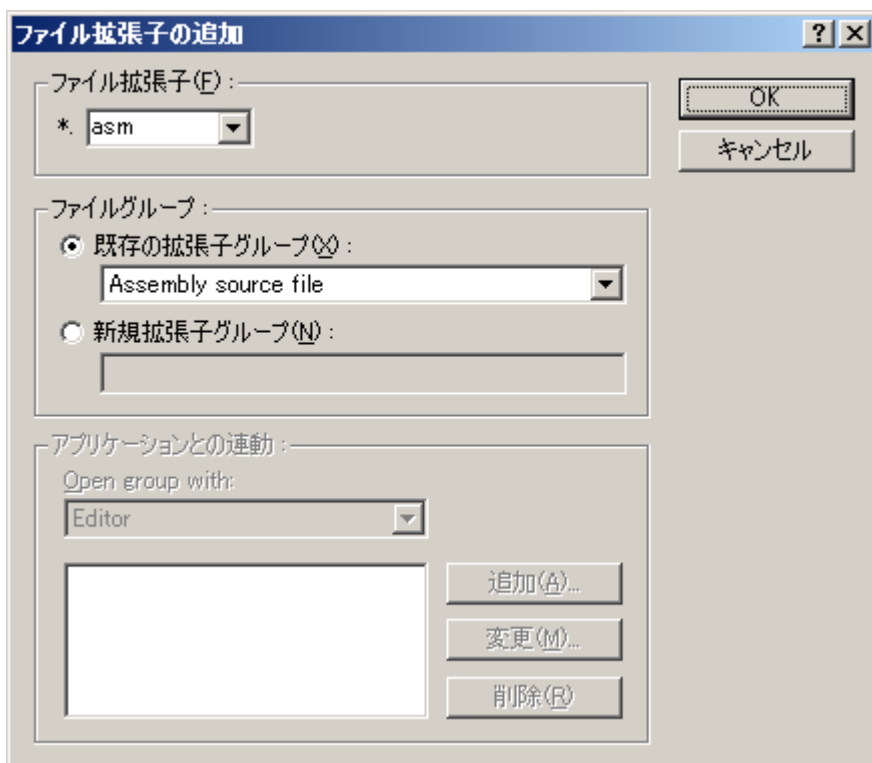 ファイル拡張子の追加
ファイル拡張子(F) :
*. asm
OK
キャンセル
ファイルグループ :
既存の拡張子グループ(X) :
Assembly source file
新規拡張子グループ(N) :
アプリケーションとの連動 :
Open group with:
Editor
追加(A)...
変更(M)...
削除(R)